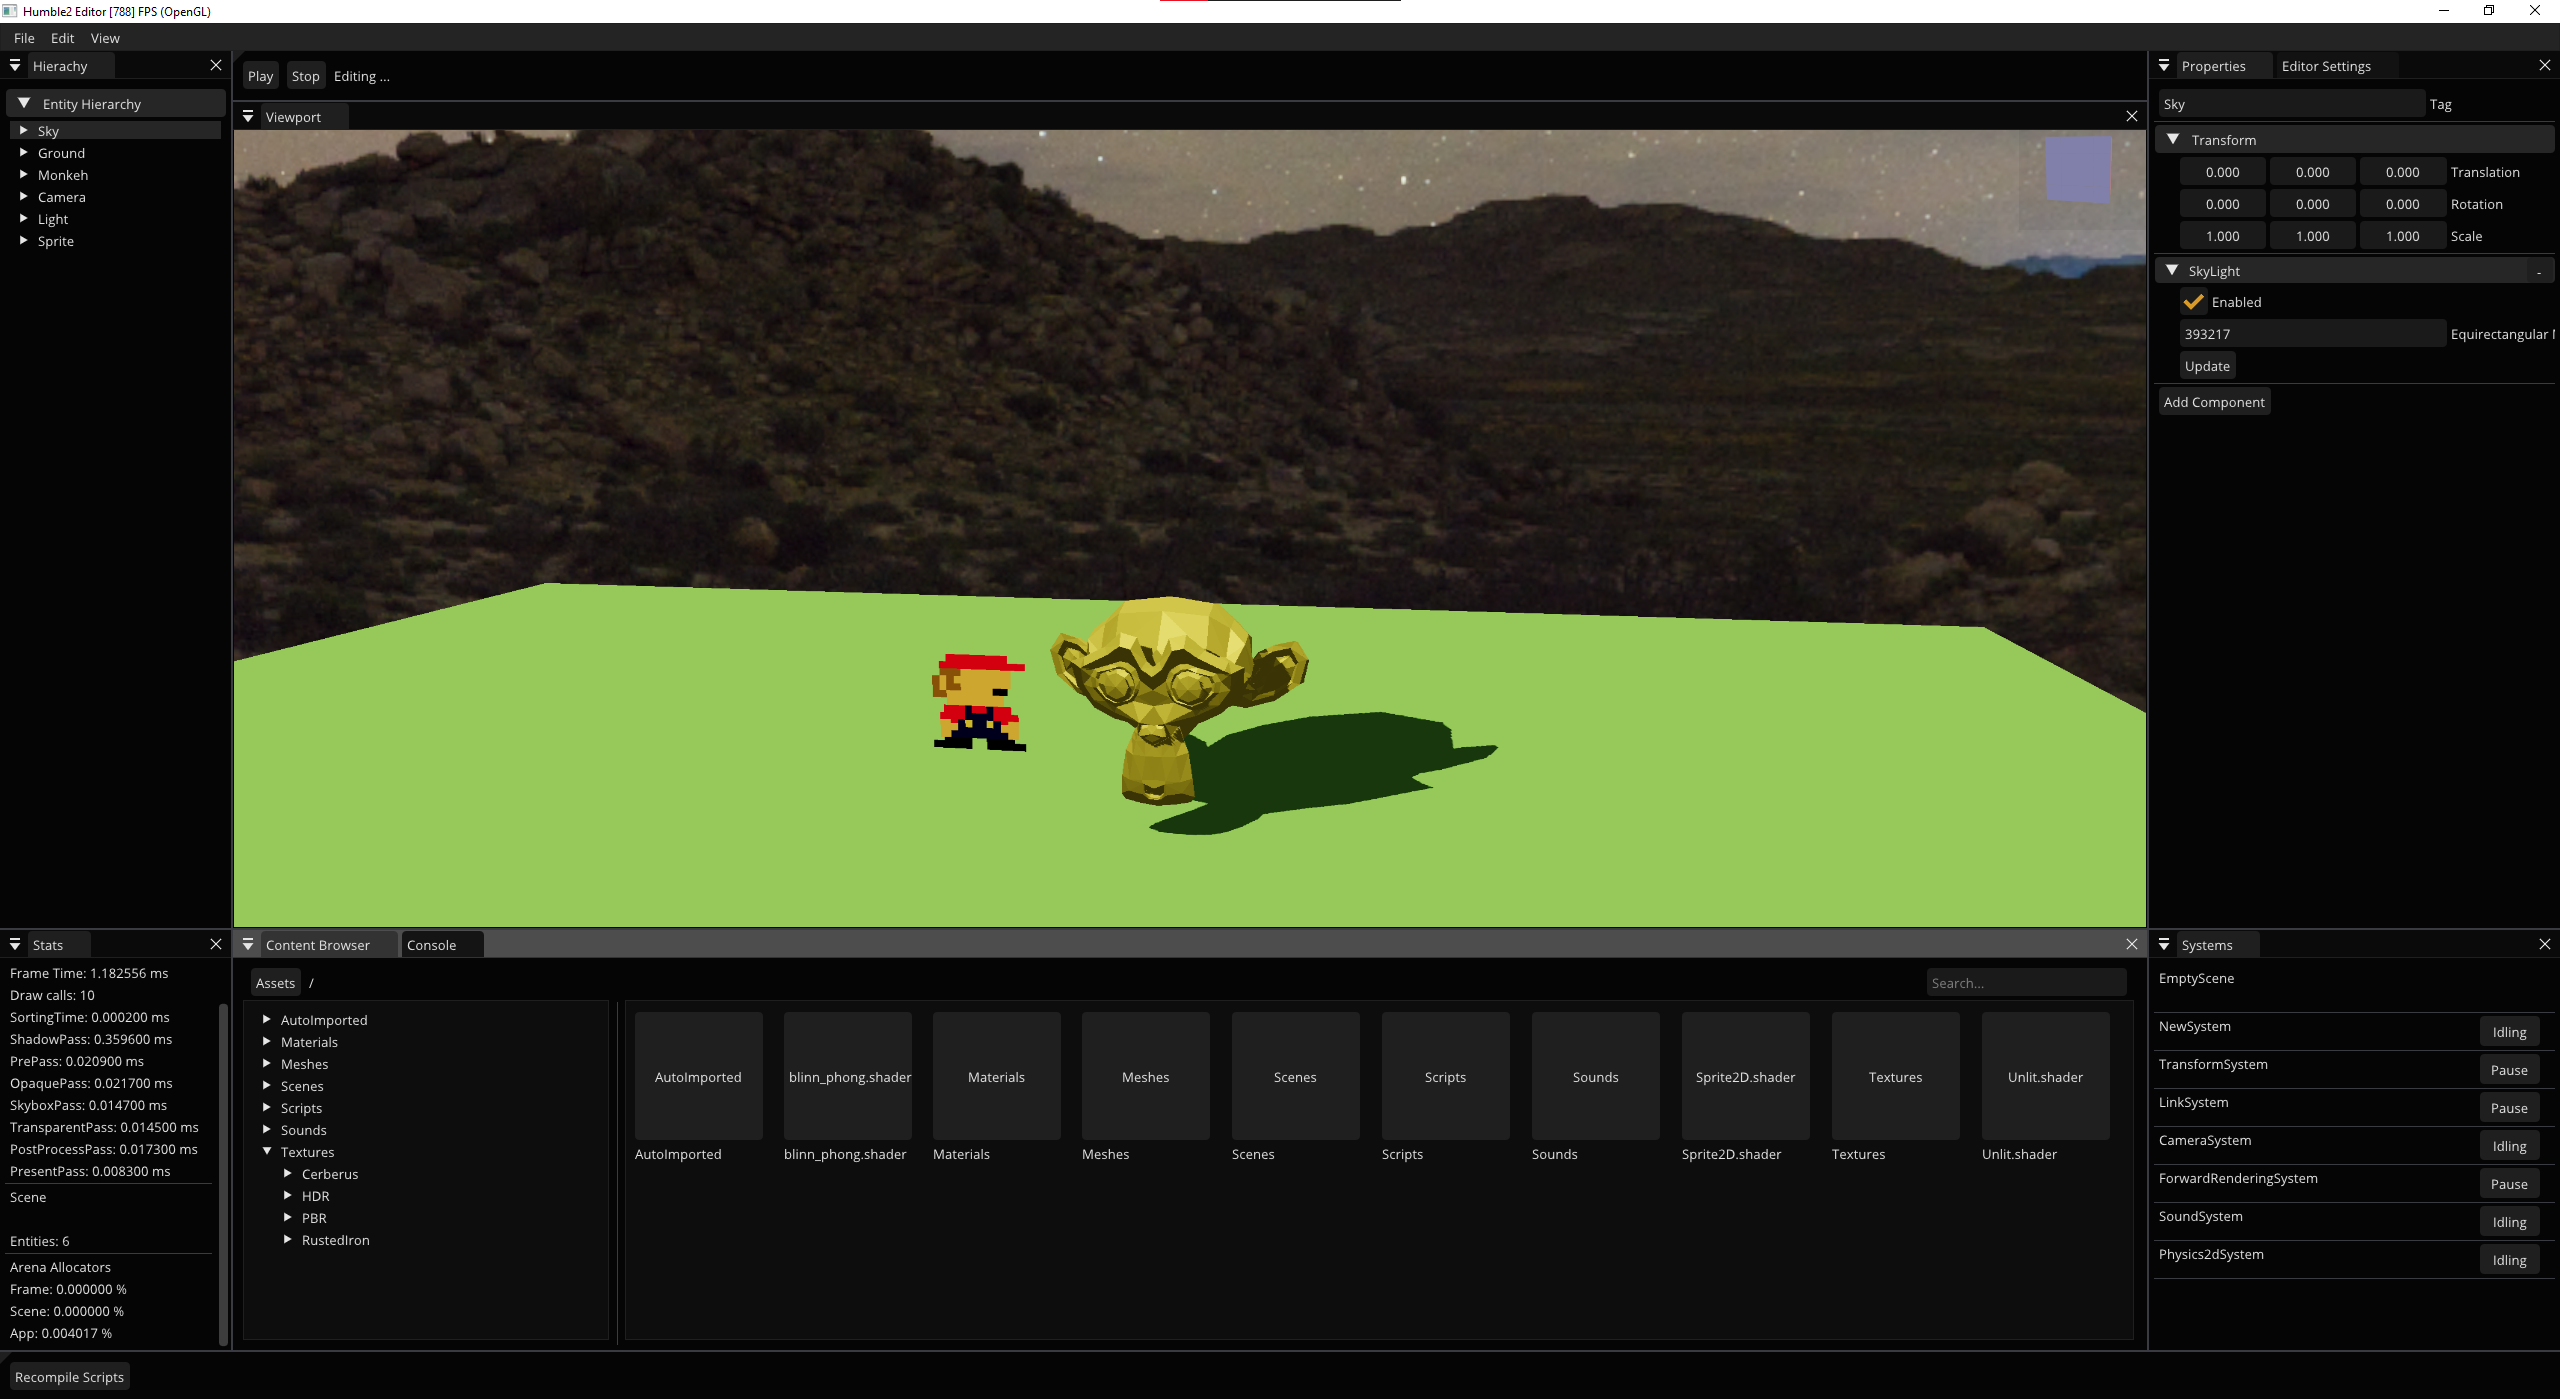 Humble2 Editor [788] FPS (OpenGL)
File Edit View
Hierachy
Entity Hierarchy
Sky
Ground
Monkeh
Camera
Light
Sprite
Play Stop Editing ...
Viewport
Properties Editor Settings
Sky Tag
Transform
0.000 0.000 0.000 Translation
0.000 0.000 0.000 Rotation
1.000 1.000 1.000 Scale
SkyLight -
Enabled
393217 Equirectangular
Update
Add Component
Stats
Frame Time: 1.182556 ms
Draw calls: 10
SortingTime: 0.000200 ms
ShadowPass: 0.359600 ms
PrePass: 0.020900 ms
OpaquePass: 0.021700 ms
SkyboxPass: 0.014700 ms
TransparentPass: 0.014500 ms
PostProcessPass: 0.017300 ms
PresentPass: 0.008300 ms
Scene
Entities: 6
Arena Allocators
Frame: 0.000000 %
Scene: 0.000000 %
App: 0.004017 %
Content Browser Console
Assets / Search...
AutoImported
Materials
Meshes
Scenes
Scripts
Sounds
Textures
Cerberus
HDR
PBR
RustedIron
AutoImported blinn_phong.shader Materials Meshes Scenes Scripts Sounds Sprite2D.shader Textures Unlit.shader
AutoImported blinn_phong.shader Materials Meshes Scenes Scripts Sounds Sprite2D.shader Textures Unlit.shader
Systems
EmptyScene
NewSystem Idling
TransformSystem Pause
LinkSystem Pause
CameraSystem Idling
ForwardRenderingSystem Pause
SoundSystem Idling
Physics2dSystem Idling
Recompile Scripts